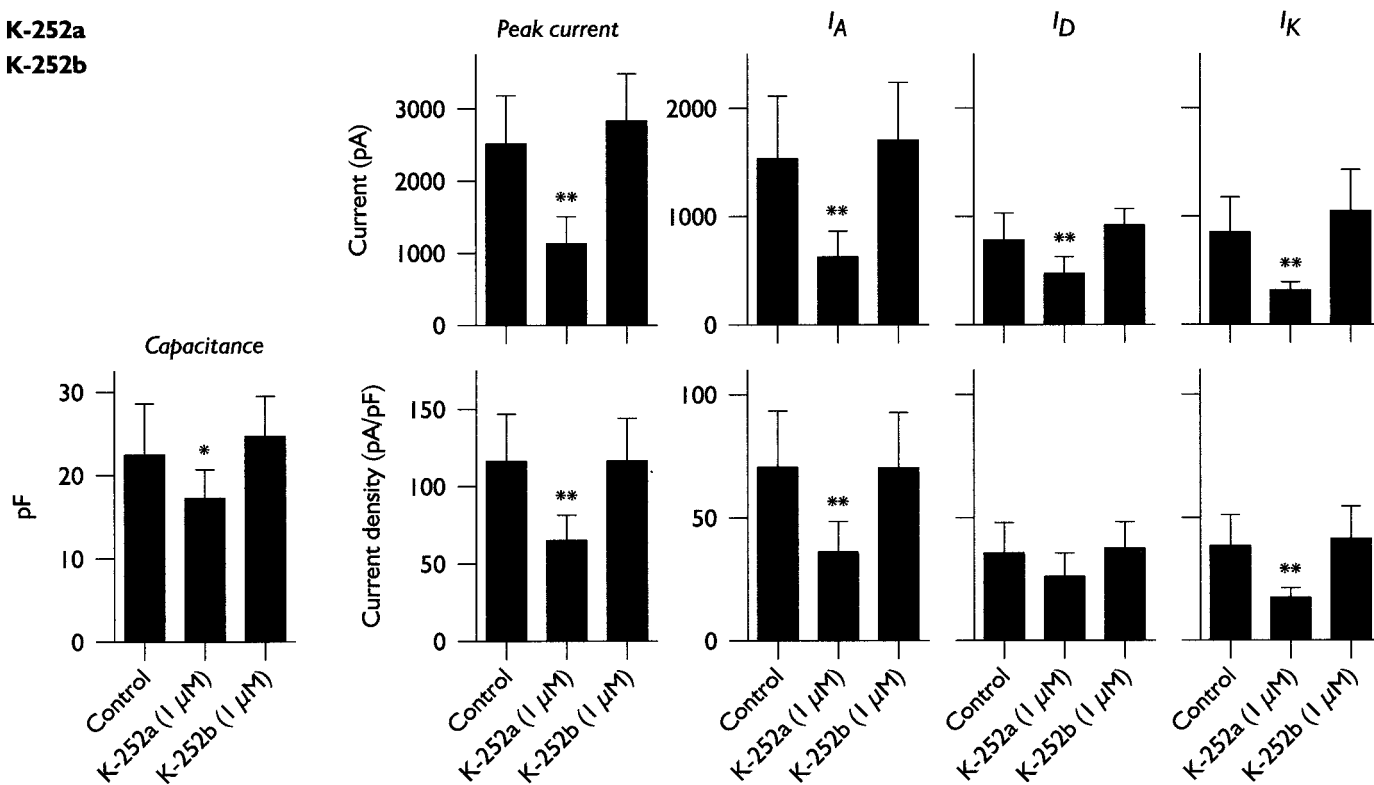 K-252a
K-252b
Peak current
I_A
I_D
I_K
Current (pA)
3000
2000
1000
0
2000
1000
0
Capacitance
pF
30
20
10
0
Current density (pA/pF)
150
100
50
0
100
50
0
**
**
**
**
*
**
**
**
Control
K-252a (1 µM)
K-252b (1 µM)
Control
K-252a (1 µM)
K-252b (1 µM)
Control
K-252a (1 µM)
K-252b (1 µM)
Control
K-252a (1 µM)
K-252b (1 µM)
Control
K-252a (1 µM)
K-252b (1 µM)